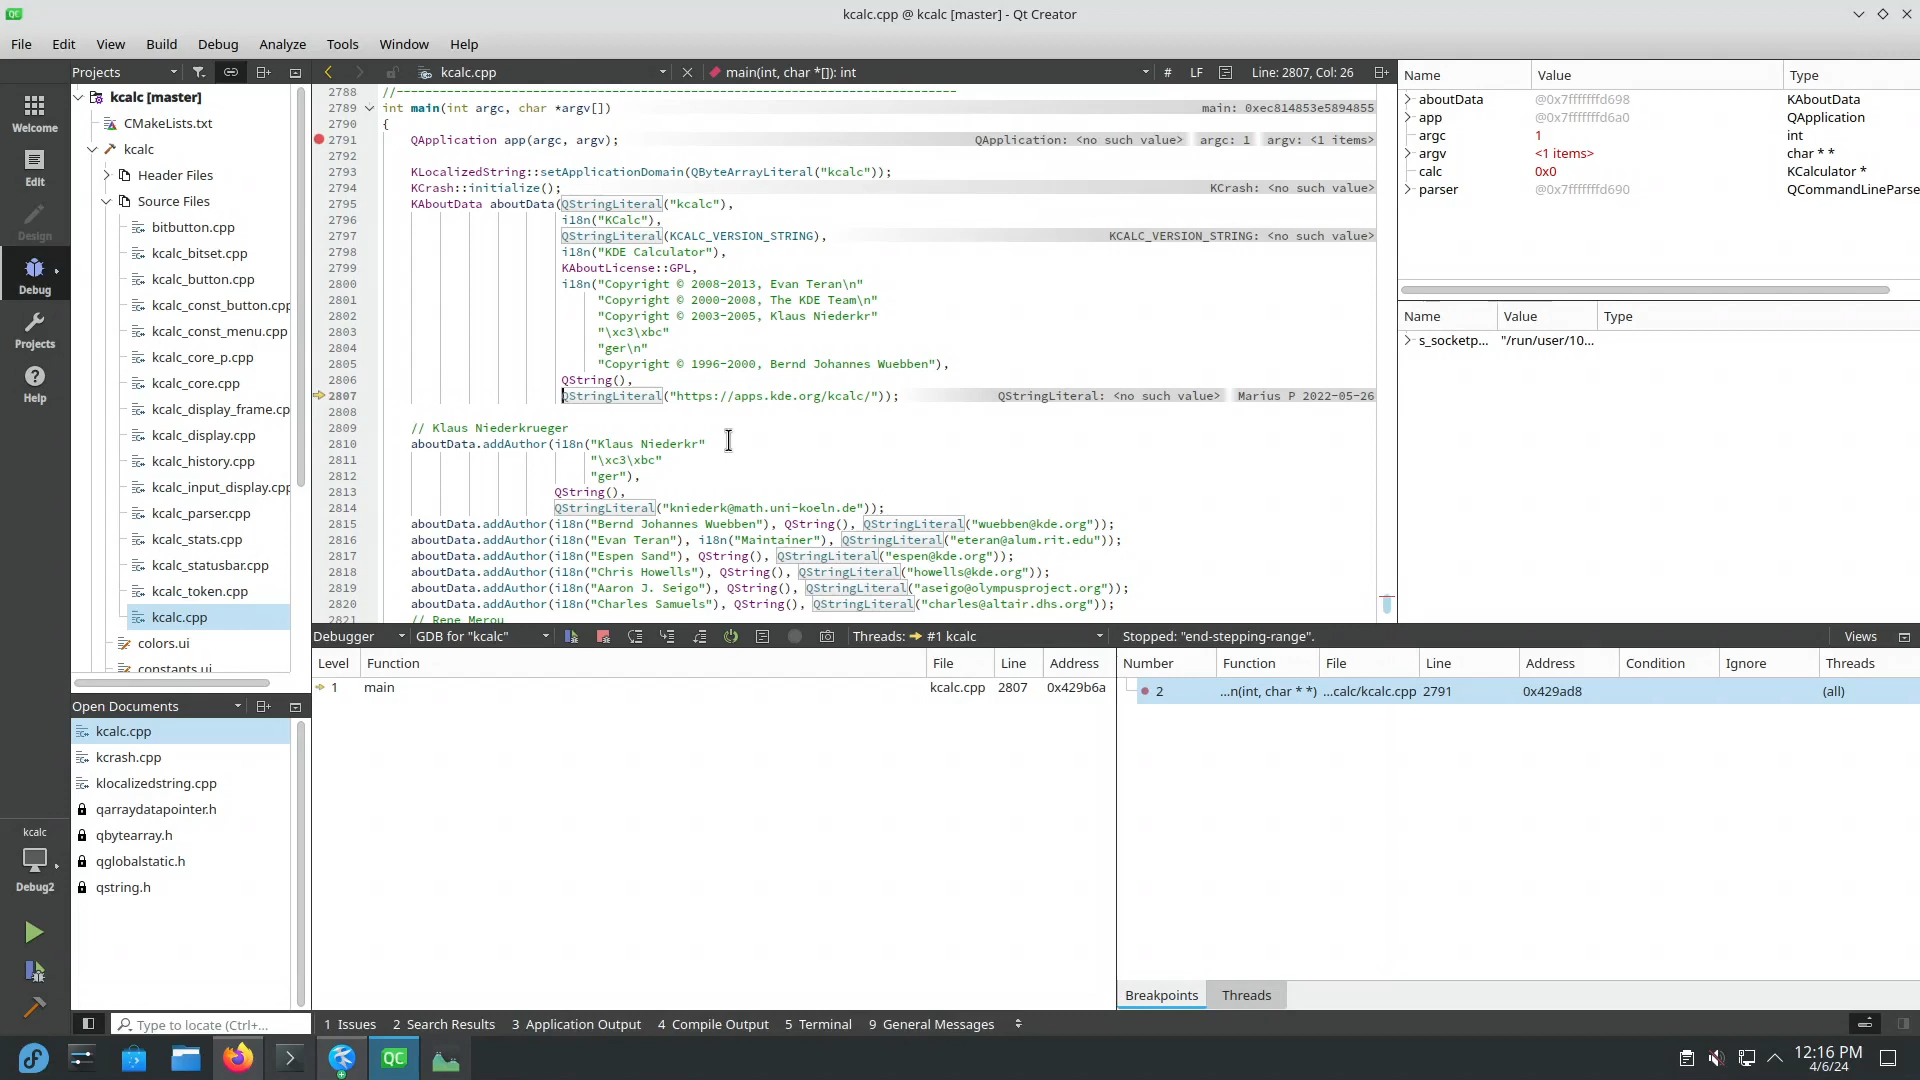 kcalc.cpp @ kcalc [master] - Qt Creator
File Edit View Build Debug Analyze Tools Window Help
Projects
kcalc.cpp
main(int, char *[]): int
# LF Line: 2807, Col: 26
Welcome
Edit
Design
Debug
Projects
Help
kcalc
Debug2
kcalc [master]
CMakeLists.txt
kcalc
Header Files
Source Files
bitbutton.cpp
kcalc_bitset.cpp
kcalc_button.cpp
kcalc_const_button.cpp
kcalc_const_menu.cpp
kcalc_core_p.cpp
kcalc_core.cpp
kcalc_display_frame.cp
kcalc_display.cpp
kcalc_history.cpp
kcalc_input_display.cpp
kcalc_parser.cpp
kcalc_stats.cpp
kcalc_statusbar.cpp
kcalc_token.cpp
kcalc.cpp
colors.ui
constants.ui
Open Documents
kcalc.cpp
kcrash.cpp
klocalizedstring.cpp
qarraydatapointer.h
qbytearray.h
qglobalstatic.h
qstring.h
Type to locate (Ctrl+...
2788 //------------------------------------------------------------------------------
2789 int main(int argc, char *argv[]) main: 0xec814853e5894855
2790 {
2791 QApplication app(argc, argv); QApplication: <no such value> argc: 1 argv: <1 items>
2792
2793 KLocalizedString::setApplicationDomain(QByteArrayLiteral("kcalc"));
2794 KCrash::initialize(); KCrash: <no such value>
2795 KAboutData aboutData(QStringLiteral("kcalc"),
2796 i18n("KCalc"),
2797 QStringLiteral(KCALC_VERSION_STRING), KCALC_VERSION_STRING: <no such value>
2798 i18n("KDE Calculator"),
2799 KAboutLicense::GPL,
2800 i18n("Copyright © 2008-2013, Evan Teran\n"
2801 "Copyright © 2000-2008, The KDE Team\n"
2802 "Copyright © 2003-2005, Klaus Niederkr"
2803 "\xc3\xbc"
2804 "ger\n"
2805 "Copyright © 1996-2000, Bernd Johannes Wuebben"),
2806 QString(),
2807 QStringLiteral("https://apps.kde.org/kcalc/")); QStringLiteral: <no such value> Marius P 2022-05-26
2808
2809 // Klaus Niederkrueger
2810 aboutData.addAuthor(i18n("Klaus Niederkr"
2811 "\xc3\xbc"
2812 "ger"),
2813 QString(),
2814 QStringLiteral("kniederk@math.uni-koeln.de"));
2815 aboutData.addAuthor(i18n("Bernd Johannes Wuebben"), QString(), QStringLiteral("wuebben@kde.org"));
2816 aboutData.addAuthor(i18n("Evan Teran"), i18n("Maintainer"), QStringLiteral("eteran@alum.rit.edu"));
2817 aboutData.addAuthor(i18n("Espen Sand"), QString(), QStringLiteral("espen@kde.org"));
2818 aboutData.addAuthor(i18n("Chris Howells"), QString(), QStringLiteral("howells@kde.org"));
2819 aboutData.addAuthor(i18n("Aaron J. Seigo"), QString(), QStringLiteral("aseigo@olympusproject.org"));
2820 aboutData.addAuthor(i18n("Charles Samuels"), QString(), QStringLiteral("charles@altair.dhs.org"));
2821 // Rene Merou
Name Value Type
aboutData @0x7fffffffd698 KAboutData
app @0x7fffffffd6a0 QApplication
argc 1 int
argv <1 items> char * *
calc 0x0 KCalculator *
parser @0x7fffffffd690 QCommandLineParse
Name Value Type
s_socketp... "/run/user/10...
Debugger GDB for "kcalc" Threads: #1 kcalc Stopped: "end-stepping-range". Views
Level Function File Line Address
1 main kcalc.cpp 2807 0x429b6a
Number Function File Line Address Condition Ignore Threads
2 ...n(int, char * *) ...calc/kcalc.cpp 2791 0x429ad8 (all)
Breakpoints Threads
1 Issues 2 Search Results 3 Application Output 4 Compile Output 5 Terminal 9 General Messages
QC
12:16 PM
4/6/24